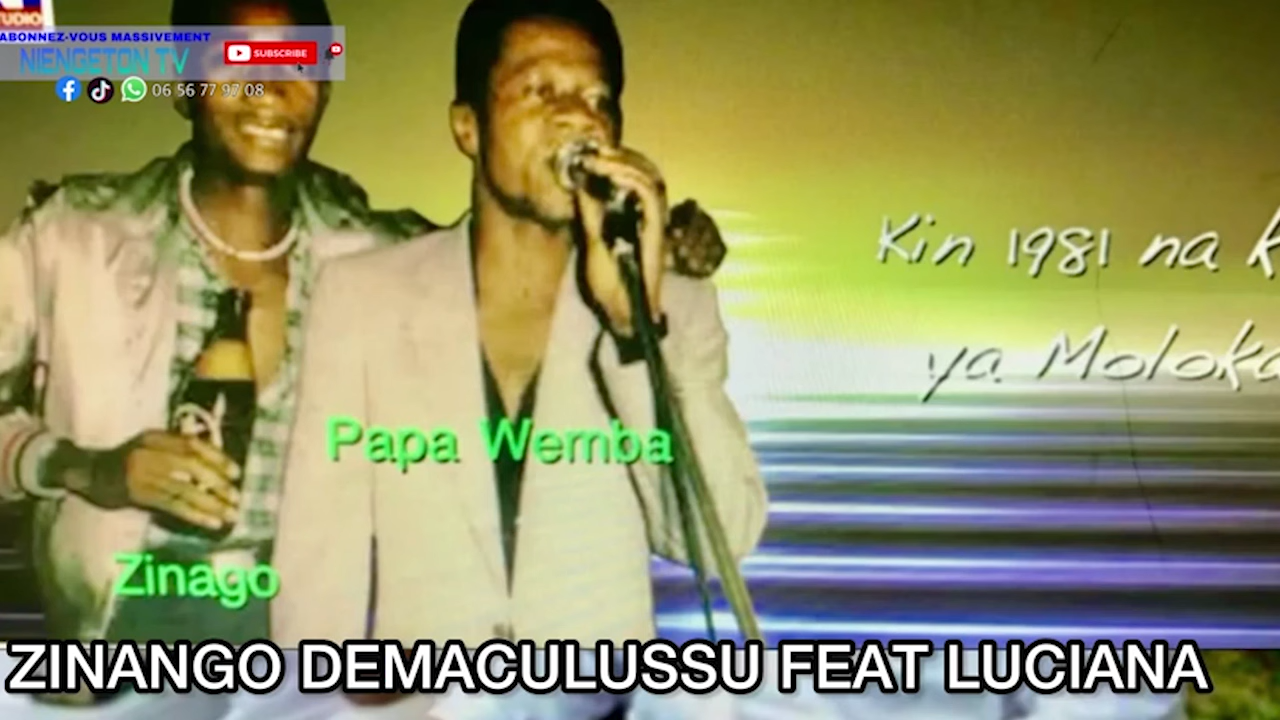 STUDIO
ABONNEZ-VOUS MASSIVEMENT
NIENGETON TV
SUBSCRIBE
06 56 77 97 08
Kin 1981 na
ya Moloka
Papa Wemba
Zinago
ZINANGO DEMACULUSSU FEAT LUCIANA